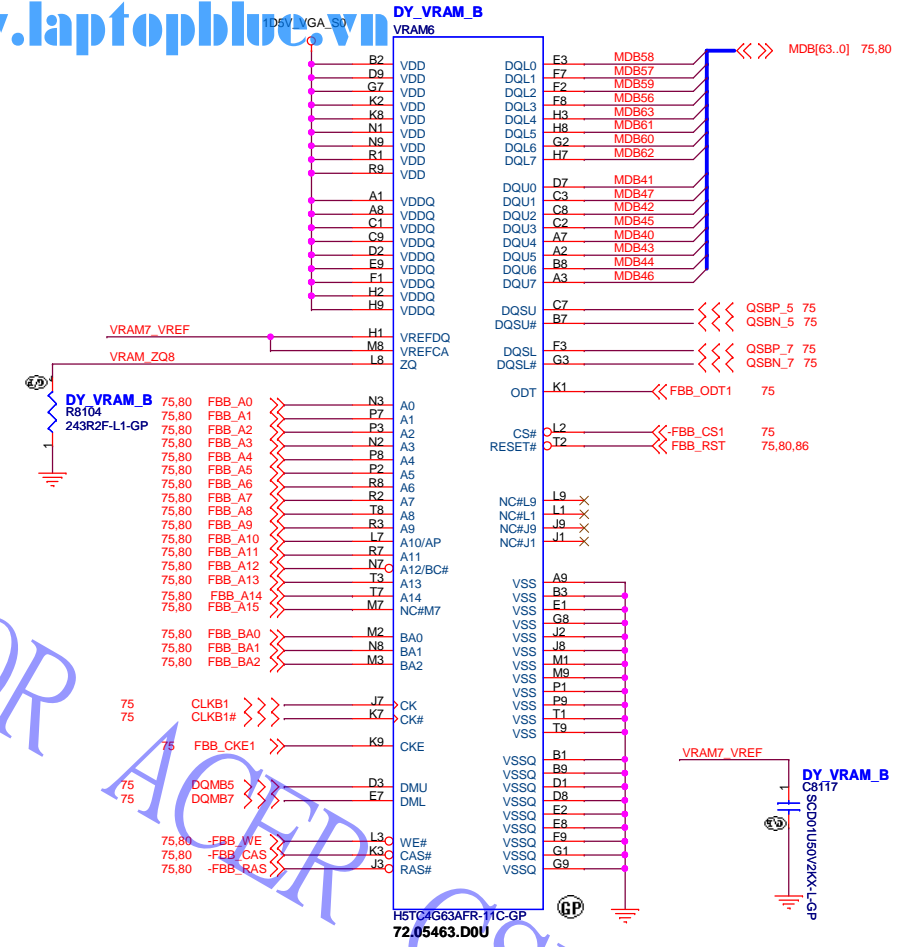 .laptopblue.vn
1D5V_VGA_S0
DY_VRAM_B
VRAM6
B2 VDD
D9 VDD
G7 VDD
K2 VDD
K8 VDD
N1 VDD
N9 VDD
R1 VDD
R9 VDD
A1 VDDQ
A8 VDDQ
C1 VDDQ
C9 VDDQ
D2 VDDQ
E9 VDDQ
F1 VDDQ
H2 VDDQ
H9 VDDQ
VRAM7_VREF H1 VREFDQ
M8 VREFCA
VRAM_ZQ8 L8 ZQ
DY_VRAM_B
R8104
243R2F-L1-GP
1
75,80 FBB_A0 N3 A0
75,80 FBB_A1 P7 A1
75,80 FBB_A2 P3 A2
75,80 FBB_A3 N2 A3
75,80 FBB_A4 P8 A4
75,80 FBB_A5 P2 A5
75,80 FBB_A6 R8 A6
75,80 FBB_A7 R2 A7
75,80 FBB_A8 T8 A8
75,80 FBB_A9 R3 A9
75,80 FBB_A10 L7 A10/AP
75,80 FBB_A11 R7 A11
75,80 FBB_A12 N7 A12/BC#
75,80 FBB_A13 T3 A13
75,80 FBB_A14 T7 A14
75,80 FBB_A15 M7 NC#M7
75,80 FBB_BA0 M2 BA0
75,80 FBB_BA1 N8 BA1
75,80 FBB_BA2 M3 BA2
75 CLKB1 J7 CK
75 CLKB1# K7 CK#
75 FBB_CKE1 K9 CKE
75 DQMB5 D3 DMU
75 DQMB7 E7 DML
75,80 -FBB_WE L3 WE#
75,80 -FBB_CAS K3 CAS#
75,80 -FBB_RAS J3 RAS#
DQL0 E3 MDB58
DQL1 F7 MDB57
DQL2 F2 MDB59
DQL3 F8 MDB56
DQL4 H3 MDB63
DQL5 H8 MDB61
DQL6 G2 MDB60
DQL7 H7 MDB62
MDB[63..0] 75,80
DQU0 D7 MDB41
DQU1 C3 MDB47
DQU2 C8 MDB42
DQU3 C2 MDB45
DQU4 A7 MDB40
DQU5 A2 MDB43
DQU6 B8 MDB44
DQU7 A3 MDB46
DQSU C7 QSBP_5 75
DQSU# B7 QSBN_5 75
DQSL F3 QSBP_7 75
DQSL# G3 QSBN_7 75
ODT K1 FBB_ODT1 75
CS# L2 -FBB_CS1 75
RESET# T2 FBB_RST 75,80,86
NC#L9 L9
NC#L1 L1
NC#J9 J9
NC#J1 J1
VSS A9
VSS B3
VSS E1
VSS G8
VSS J2
VSS J8
VSS M1
VSS M9
VSS P1
VSS P9
VSS T1
VSS T9
VSSQ B1
VSSQ B9
VSSQ D1
VSSQ D8
VSSQ E2
VSSQ E8
VSSQ F9
VSSQ G1
VSSQ G9
GP
H5TC4G63AFR-11C-GP
72.05463.D0U
VRAM7_VREF
DY_VRAM_B
C8117
SCD01U50V2KX-L-GP
1
OR ACER